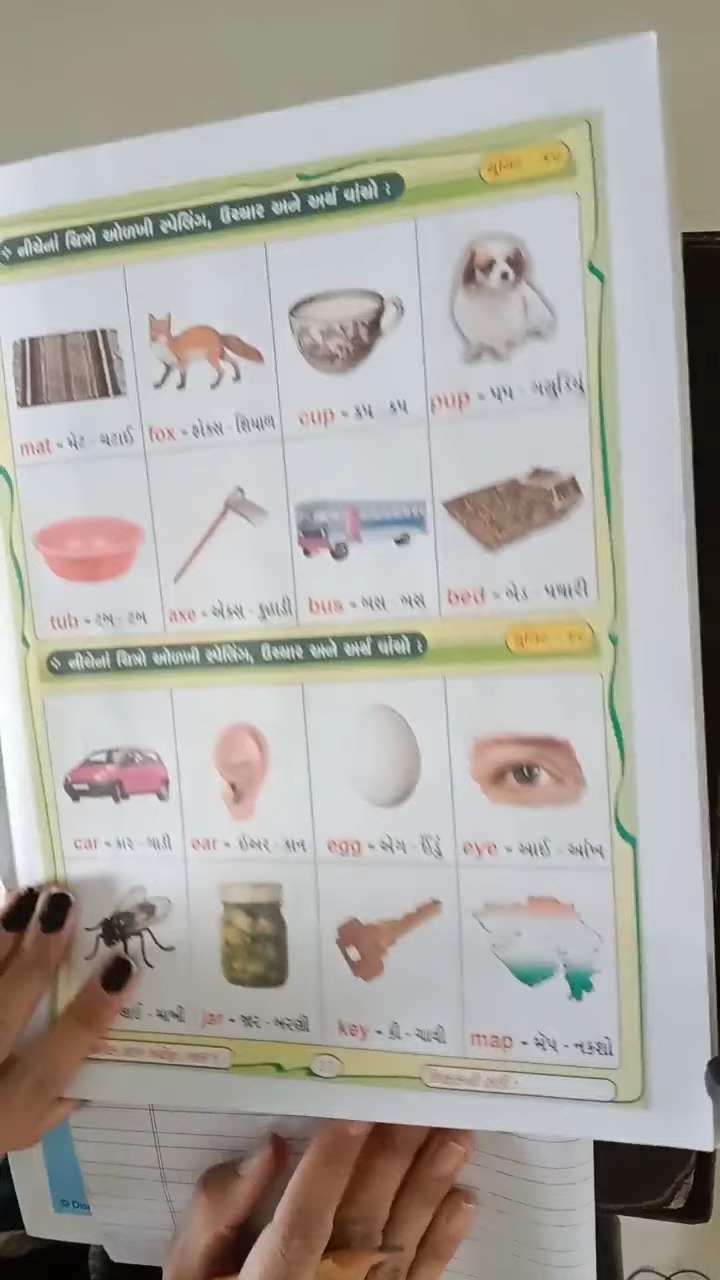 ❖ નીચેનાં ચિત્રો ઓળખી સ્પેલિંગ, ઉચ્ચાર અને અર્થ વાંચો :
mat - મેટ - ચટાઈ fox - ફોક્સ - શિયાળ cup - કપ - કપ pup - પપ - ગલુડિયું
tub - ટબ - ટબ axe - એક્સ - કુહાડી bus - બસ - બસ bed - બેડ - પથારી
❖ નીચેનાં ચિત્રો ઓળખી સ્પેલિંગ, ઉચ્ચાર અને અર્થ વાંચો :
car - કાર - ગાડી ear - ઈઅર - કાન egg - એગ - ઈંડું eye - આઈ - આંખ
માખી jar - જાર - બરણી key - કી - ચાવી map - મૅપ - નકશો